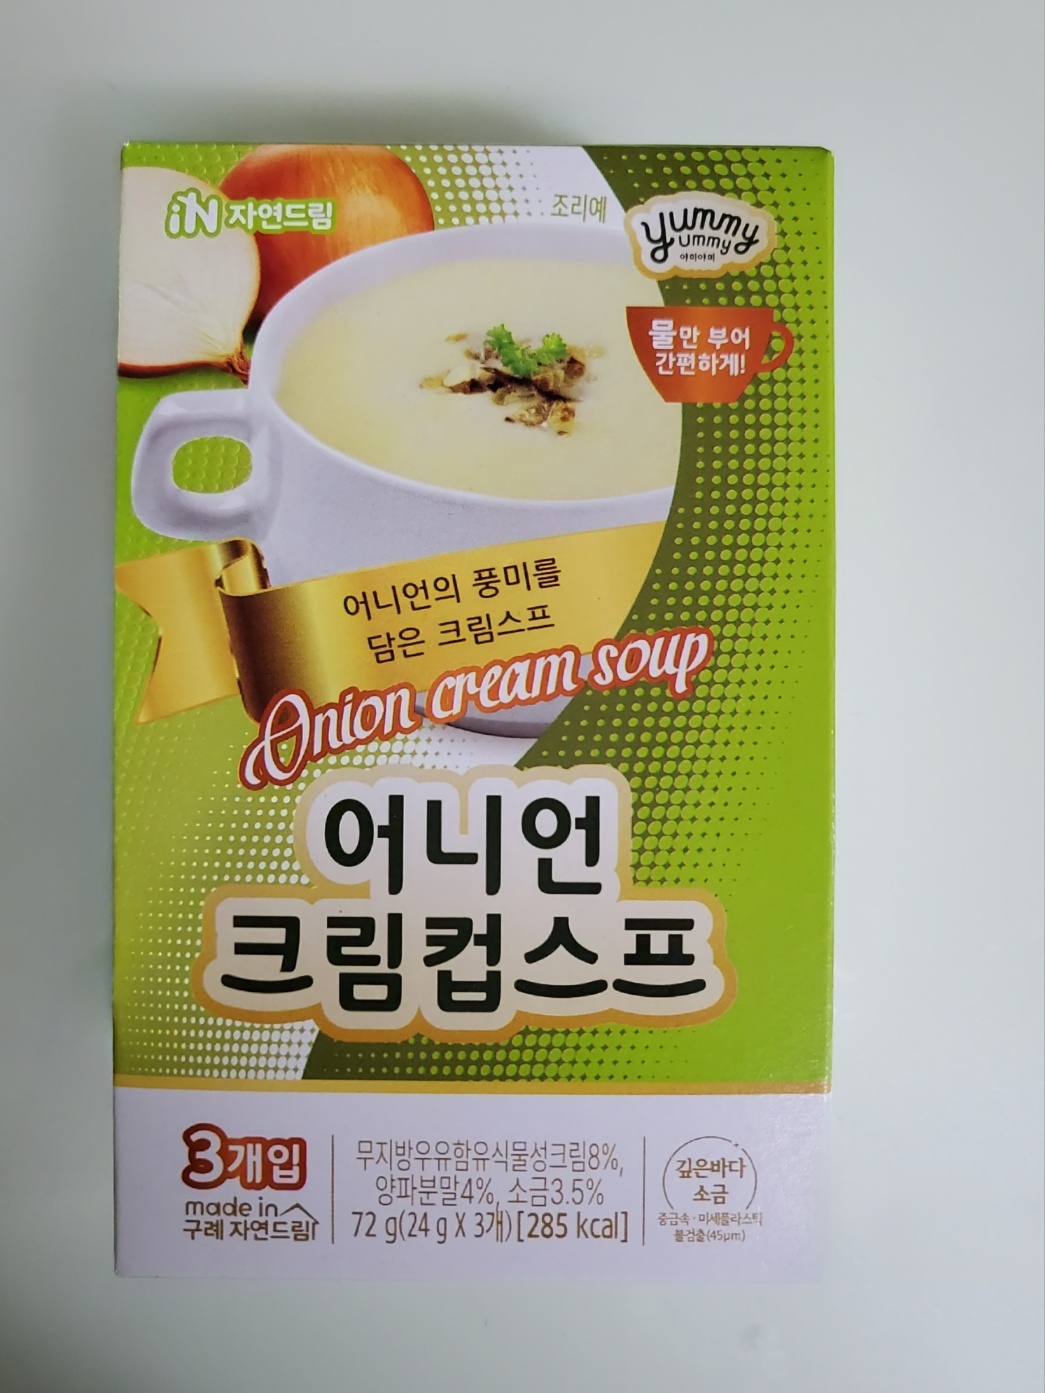 iN 자연드림
조리예
yummy
ummy
야미야미
물만 부어
간편하게!
어니언의 풍미를
담은 크림스프
Onion cream soup
어니언
크림컵스프
3개입
made in
구례 자연드림
무지방우유함유식물성크림8%,
양파분말4%, 소금3.5%
72 g(24 g X 3개)[285 kcal]
깊은바다
소금
중금속·미세플라스틱
불검출(45μm)